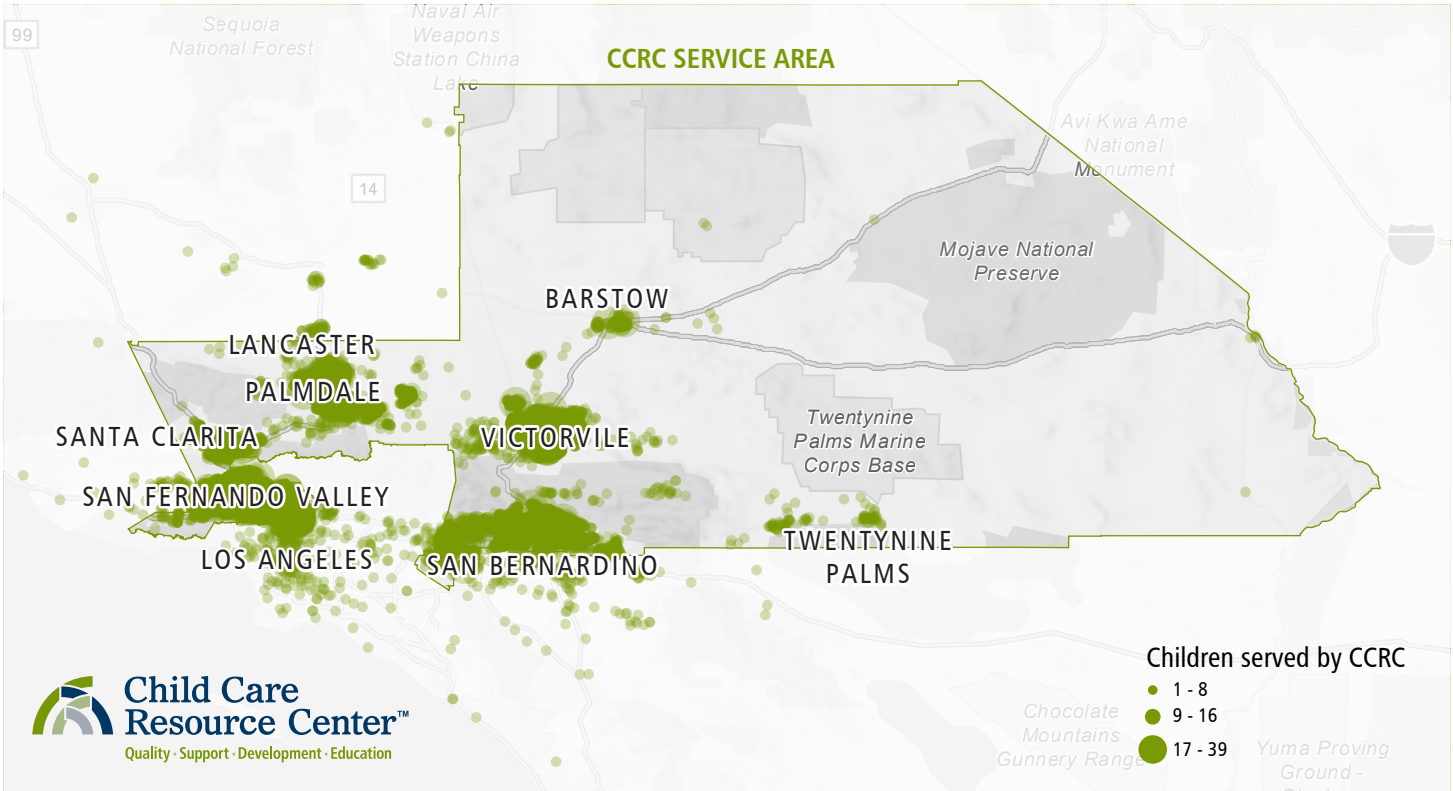 99
Sequoia
National Forest
Naval Air
Weapons
Station China
Lake
CCRC SERVICE AREA
Avi Kwa Ame
National
Monument
14
Mojave National
Preserve
BARSTOW
LANCASTER
PALMDALE
SANTA CLARITA
VICTORVILE
Twentynine
Palms Marine
Corps Base
SAN FERNANDO VALLEY
LOS ANGELES
SAN BERNARDINO
TWENTYNINE
PALMS
Children served by CCRC
1 - 8
9 - 16
17 - 39
Child Care
Resource Center™
Quality · Support · Development · Education
Chocolate
Mountains
Gunnery Range
Yuma Proving
Ground -